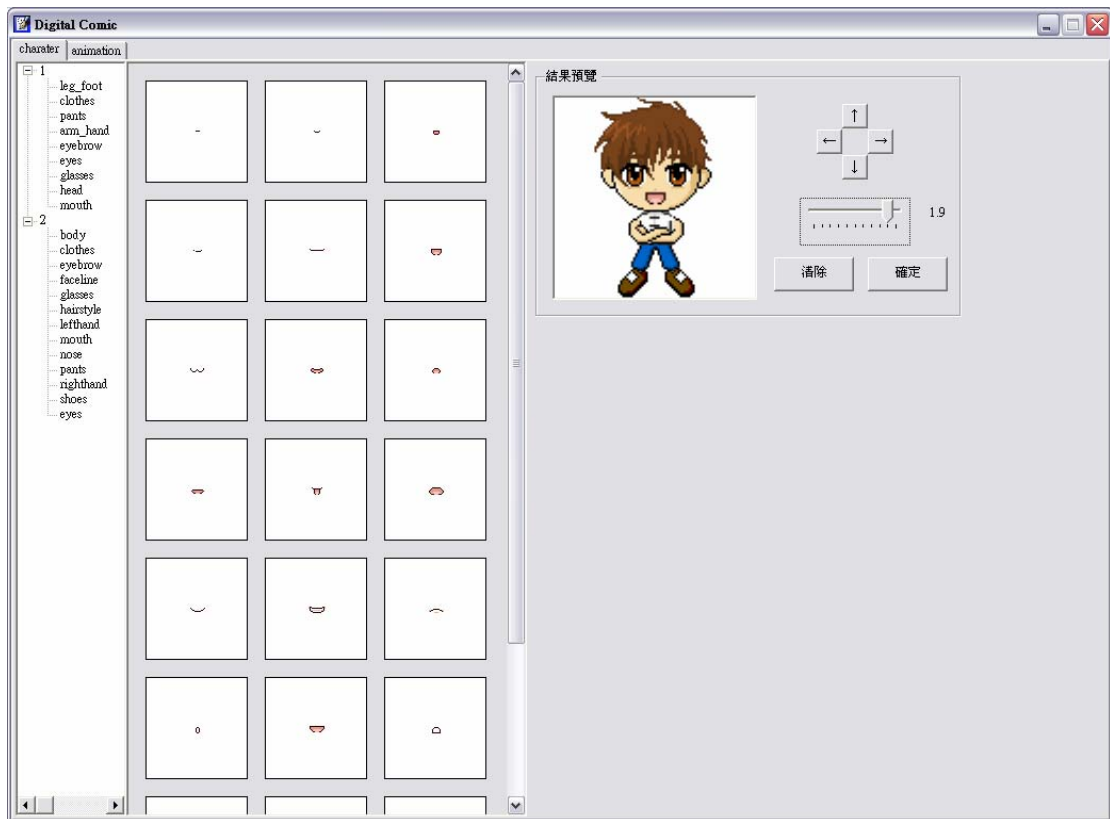 Digital Comic
charater
animation
1
leg_foot
clothes
pants
arm_hand
eyebrow
eyes
glasses
head
mouth
2
body
clothes
eyebrow
faceline
glasses
hairstyle
lefthand
mouth
nose
pants
righthand
shoes
eyes
結果預覽
↑
← →
↓
1.9
清除 確定